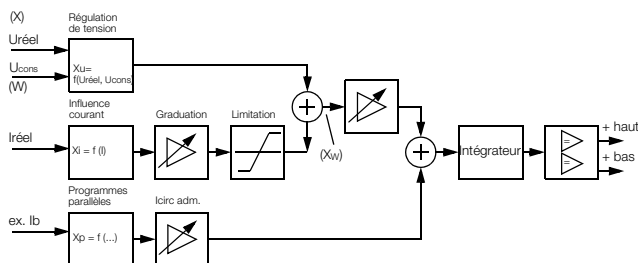 (X)
Uréel
Ucons
(W)
Régulation
de tension
Xu=
f(Uréel, Ucons)
Influence
courant
Iréel
Xi = f (I)
Graduation
Limitation
+
(XW)
+
Intégrateur
=
=
+ haut
+ bas
Programmes
parallèles
ex. Ib
Xp = f (...)
Icirc adm.